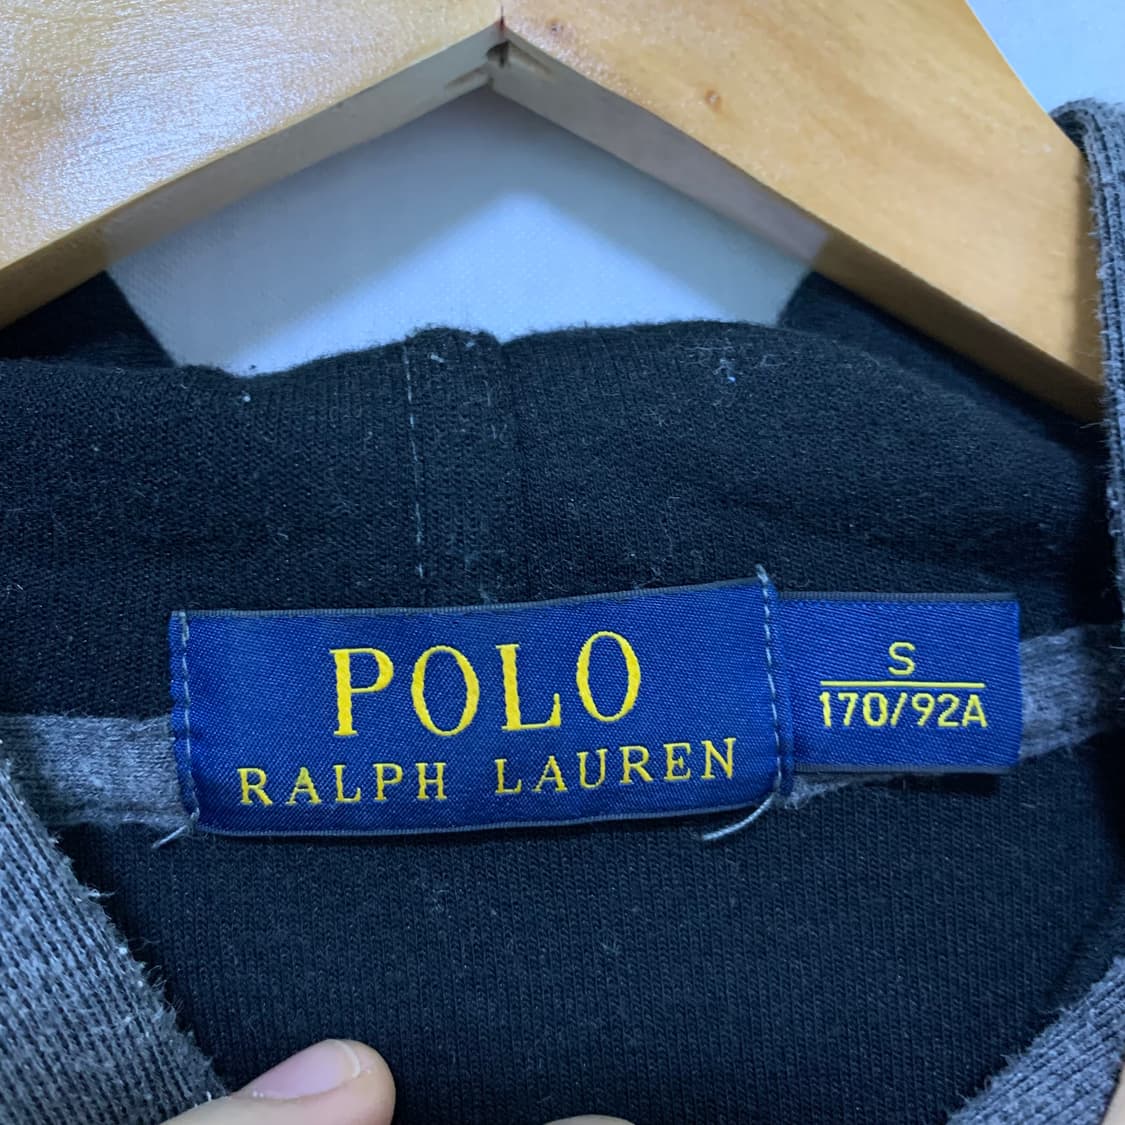 POLO
RALPH LAUREN
S
170/92A